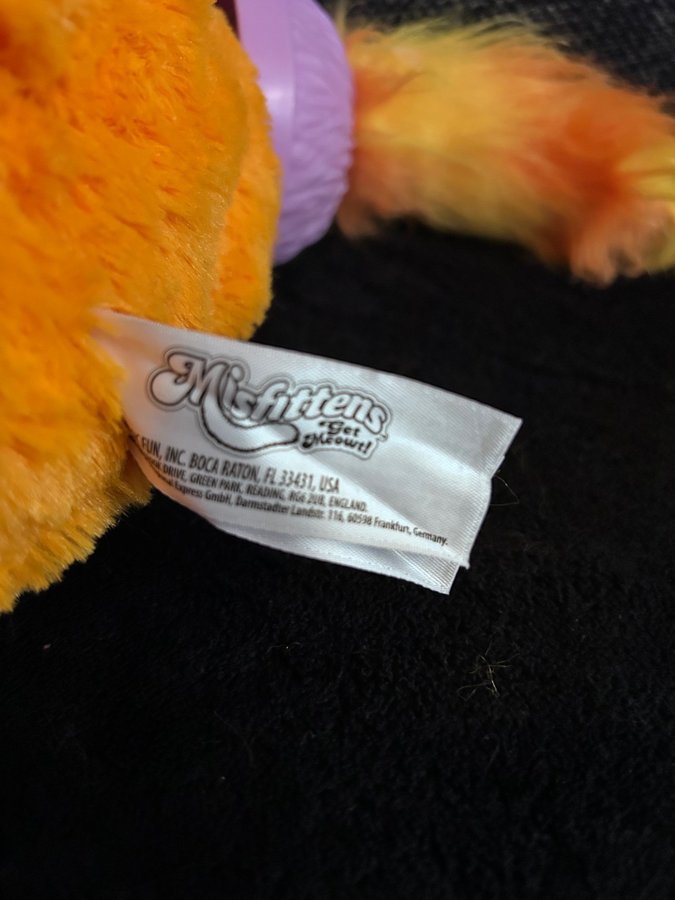 Misfittens
Get
Meowt!
FUN, INC. BOCA RATON, FL 33431, USA
DRIVE, GREEN PARK, READING, RG6 2UB, ENGLAND.
Express GmbH. Darmstadter Landstr. 116, 60598 Frankfurt, Germany.